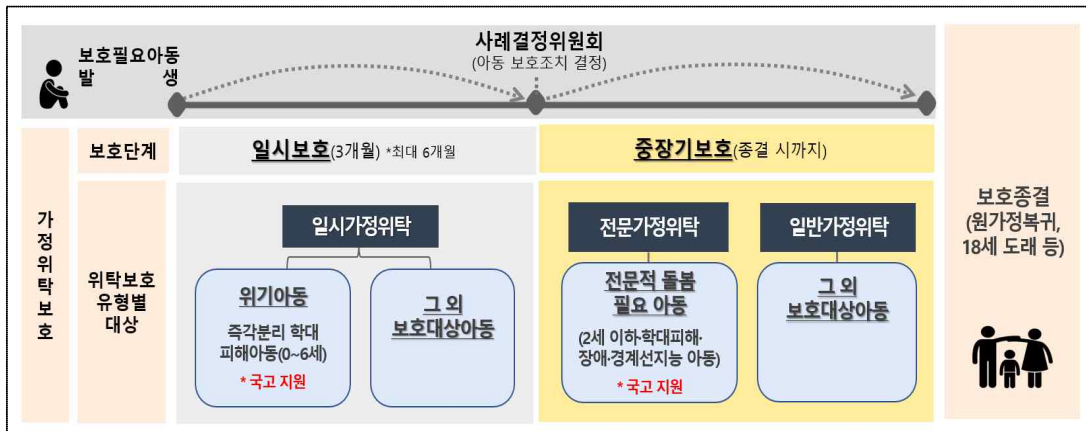 보호필요아동
발 생
사례결정위원회
(아동 보호조치 결정)
가정위탁보호
보호단계
일시보호(3개월) *최대 6개월
중장기보호(종결 시까지)
위탁보호
유형별
대상
일시가정위탁
위기아동
즉각분리 학대
피해아동(0~6세)
* 국고 지원
그 외
보호대상아동
전문가정위탁
전문적 돌봄
필요 아동
(2세 이하·학대피해·
장애·경계선지능 아동)
* 국고 지원
일반가정위탁
그 외
보호대상아동
보호종결
(원가정복귀,
18세 도래 등)